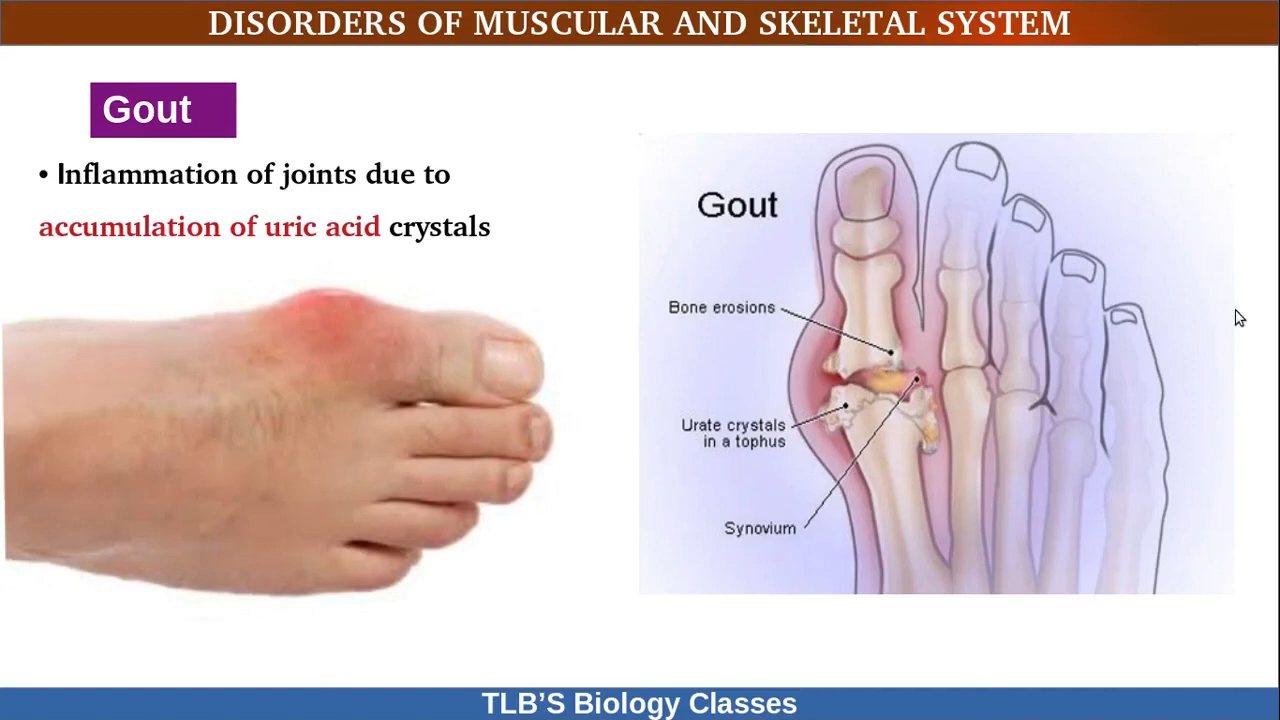 DISORDERS OF MUSCULAR AND SKELETAL SYSTEM
Gout
• Inflammation of joints due to
accumulation of uric acid crystals
Gout
Bone erosions
Urate crystals
in a tophus
Synovium
TLB’S Biology Classes